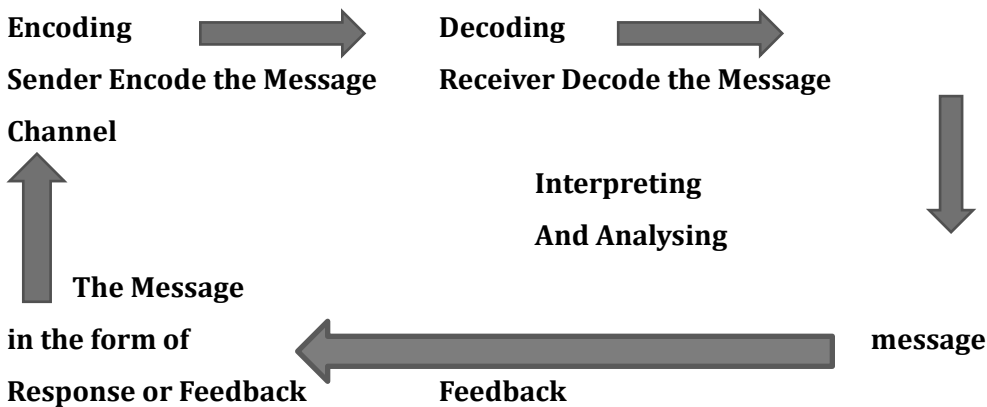 Encoding Decoding
Sender Encode the Message Receiver Decode the Message
Channel
Interpreting
And Analysing
The Message
in the form of message
Response or Feedback Feedback